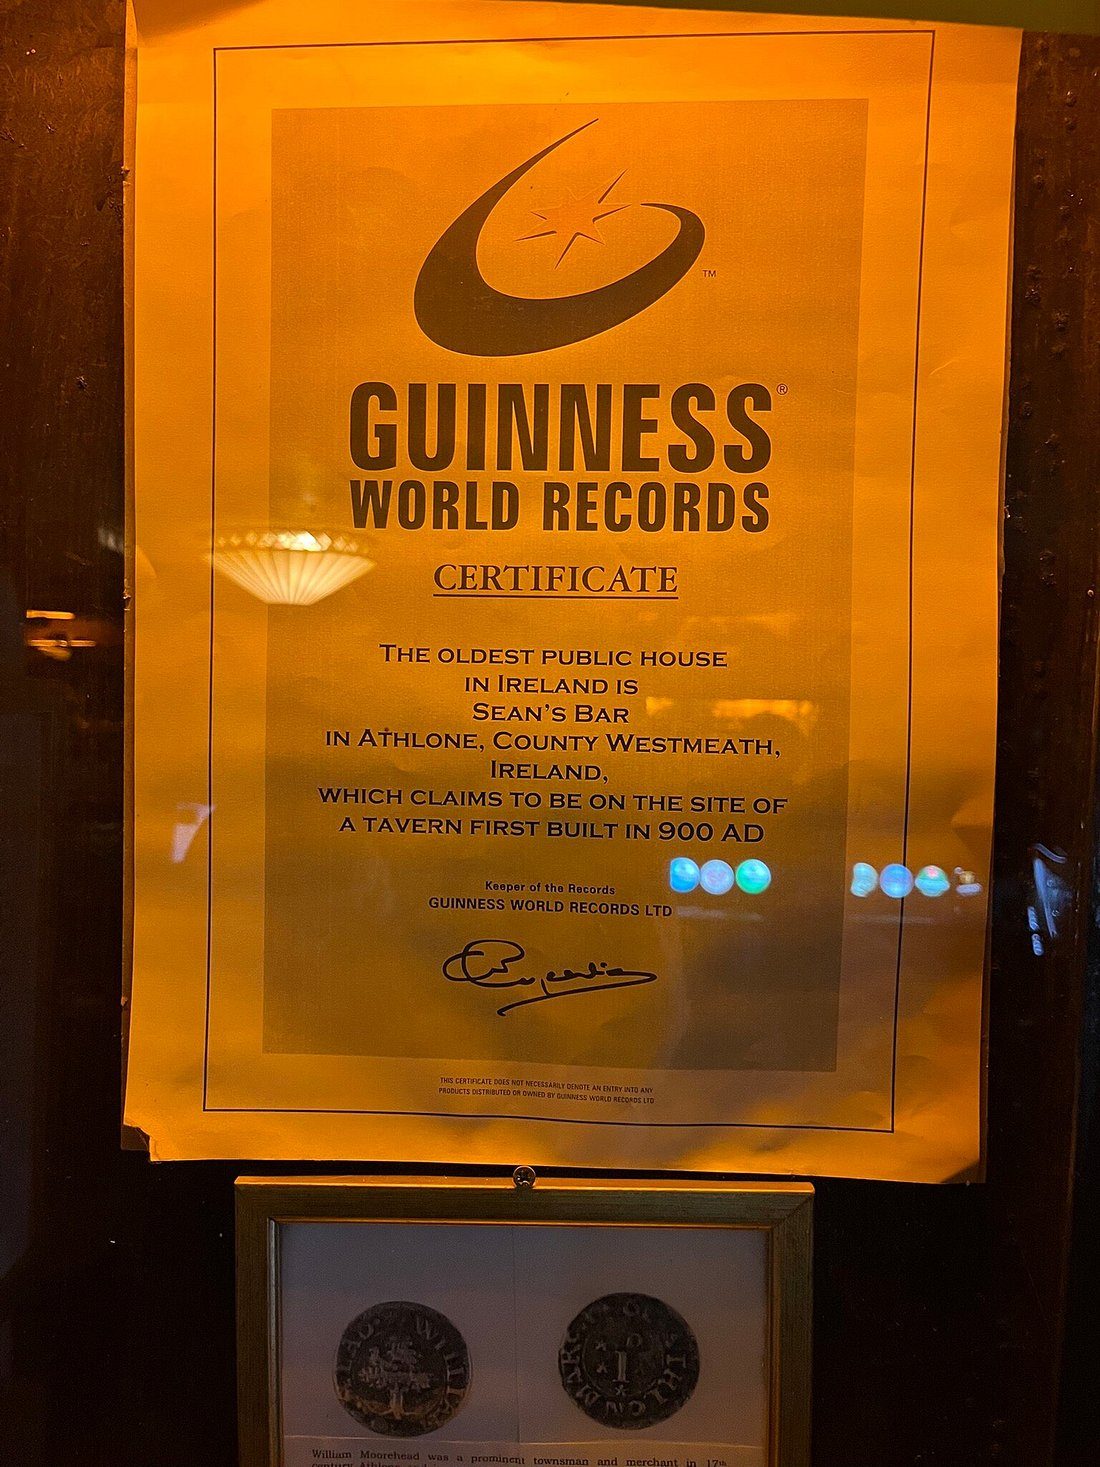 ™
GUINNESS®
WORLD RECORDS
CERTIFICATE
THE OLDEST PUBLIC HOUSE
IN IRELAND IS
SEAN'S BAR
IN ATHLONE, COUNTY WESTMEATH,
IRELAND,
WHICH CLAIMS TO BE ON THE SITE OF
A TAVERN FIRST BUILT IN 900 AD
Keeper of the Records
GUINNESS WORLD RECORDS LTD
THIS CERTIFICATE DOES NOT NECESSARILY DENOTE AN ENTRY INTO ANY
PRODUCTS DISTRIBUTED OR OWNED BY GUINNESS WORLD RECORDS LTD
William Moorehead was a prominent townsman and merchant in 17th
century Athlone